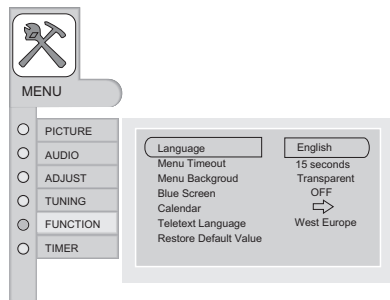 MENU
PICTURE
AUDIO
ADJUST
TUNING
FUNCTION
TIMER
Language English
Menu Timeout 15 seconds
Menu Backgroud Transparent
Blue Screen OFF
Calendar
Teletext Language West Europe
Restore Default Value